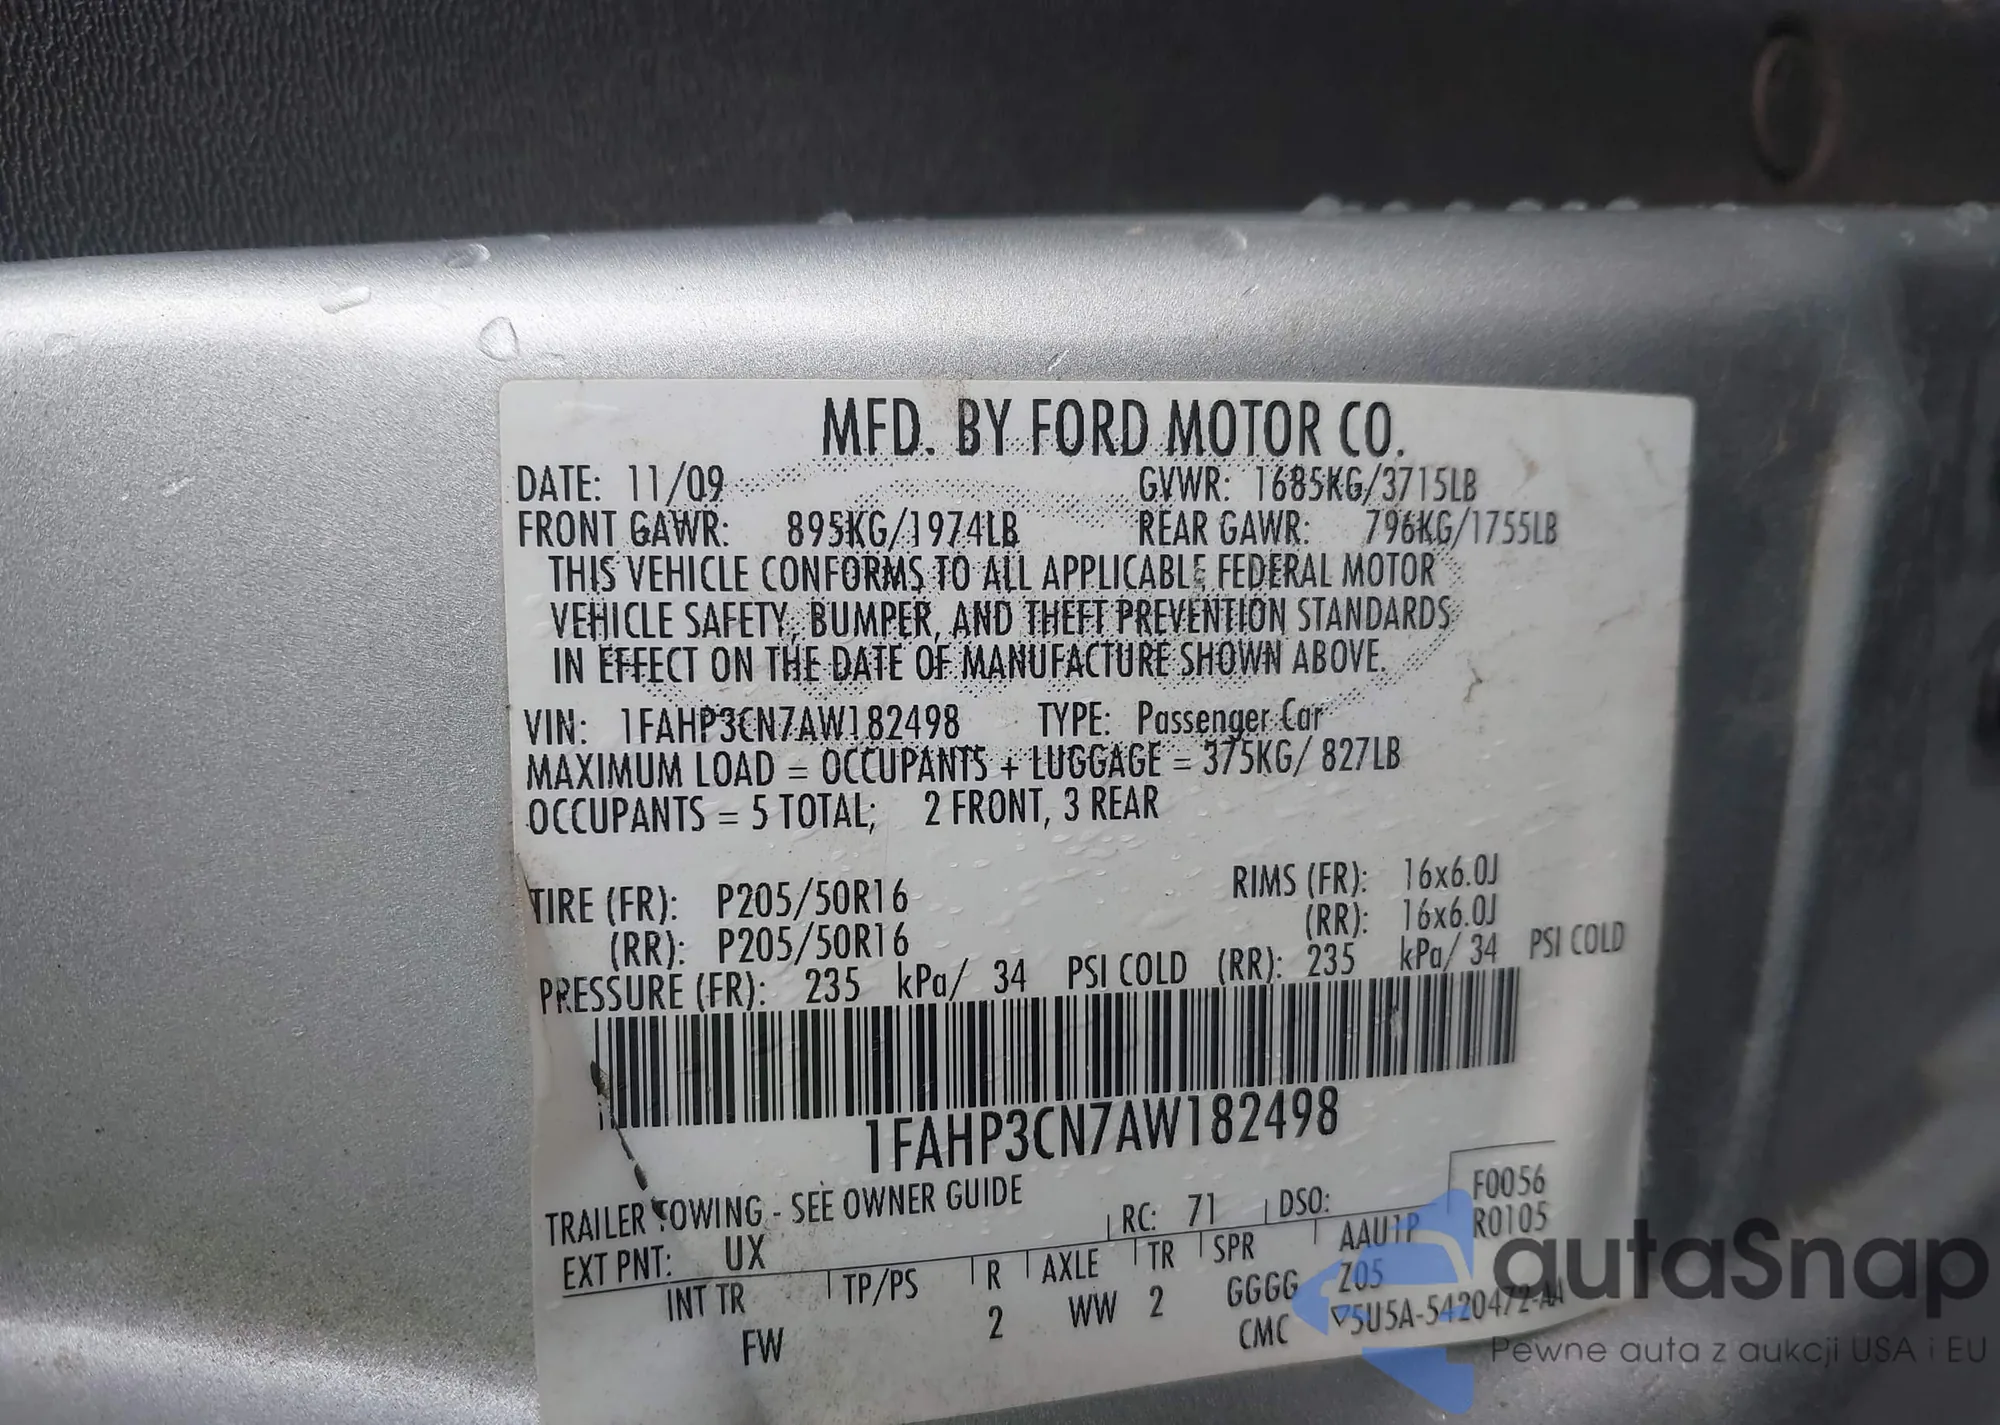 MFD. BY FORD MOTOR CO.
DATE: 11/09 GVWR: 1685KG/3715LB
FRONT GAWR: 895KG/1974LB REAR GAWR: 796KG/1755LB
THIS VEHICLE CONFORMS TO ALL APPLICABLE FEDERAL MOTOR
VEHICLE SAFETY, BUMPER, AND THEFT PREVENTION STANDARDS
IN EFFECT ON THE DATE OF MANUFACTURE SHOWN ABOVE.
VIN: 1FAHP3CN7AW182498 TYPE: Passenger Car
MAXIMUM LOAD = OCCUPANTS + LUGGAGE = 375KG/ 827LB
OCCUPANTS = 5 TOTAL; 2 FRONT, 3 REAR
TIRE (FR): P205/50R16 RIMS (FR): 16x6.0J
(RR): P205/50R16 (RR): 16x6.0J
PRESSURE (FR): 235 kPa/ 34 PSI COLD (RR): 235 kPa/ 34 PSI COLD
1FAHP3CN7AW182498
TRAILER TOWING - SEE OWNER GUIDE F0056
EXT PNT: UX RC: 71 DSO: R0105
INT TR TP/PS R AXLE TR SPR AAU1P
FW 2 WW 2 GGGG Z05
CMC ▽5U5A-5420472-AA
autaSnap
Pewne auta z aukcji USA i EU